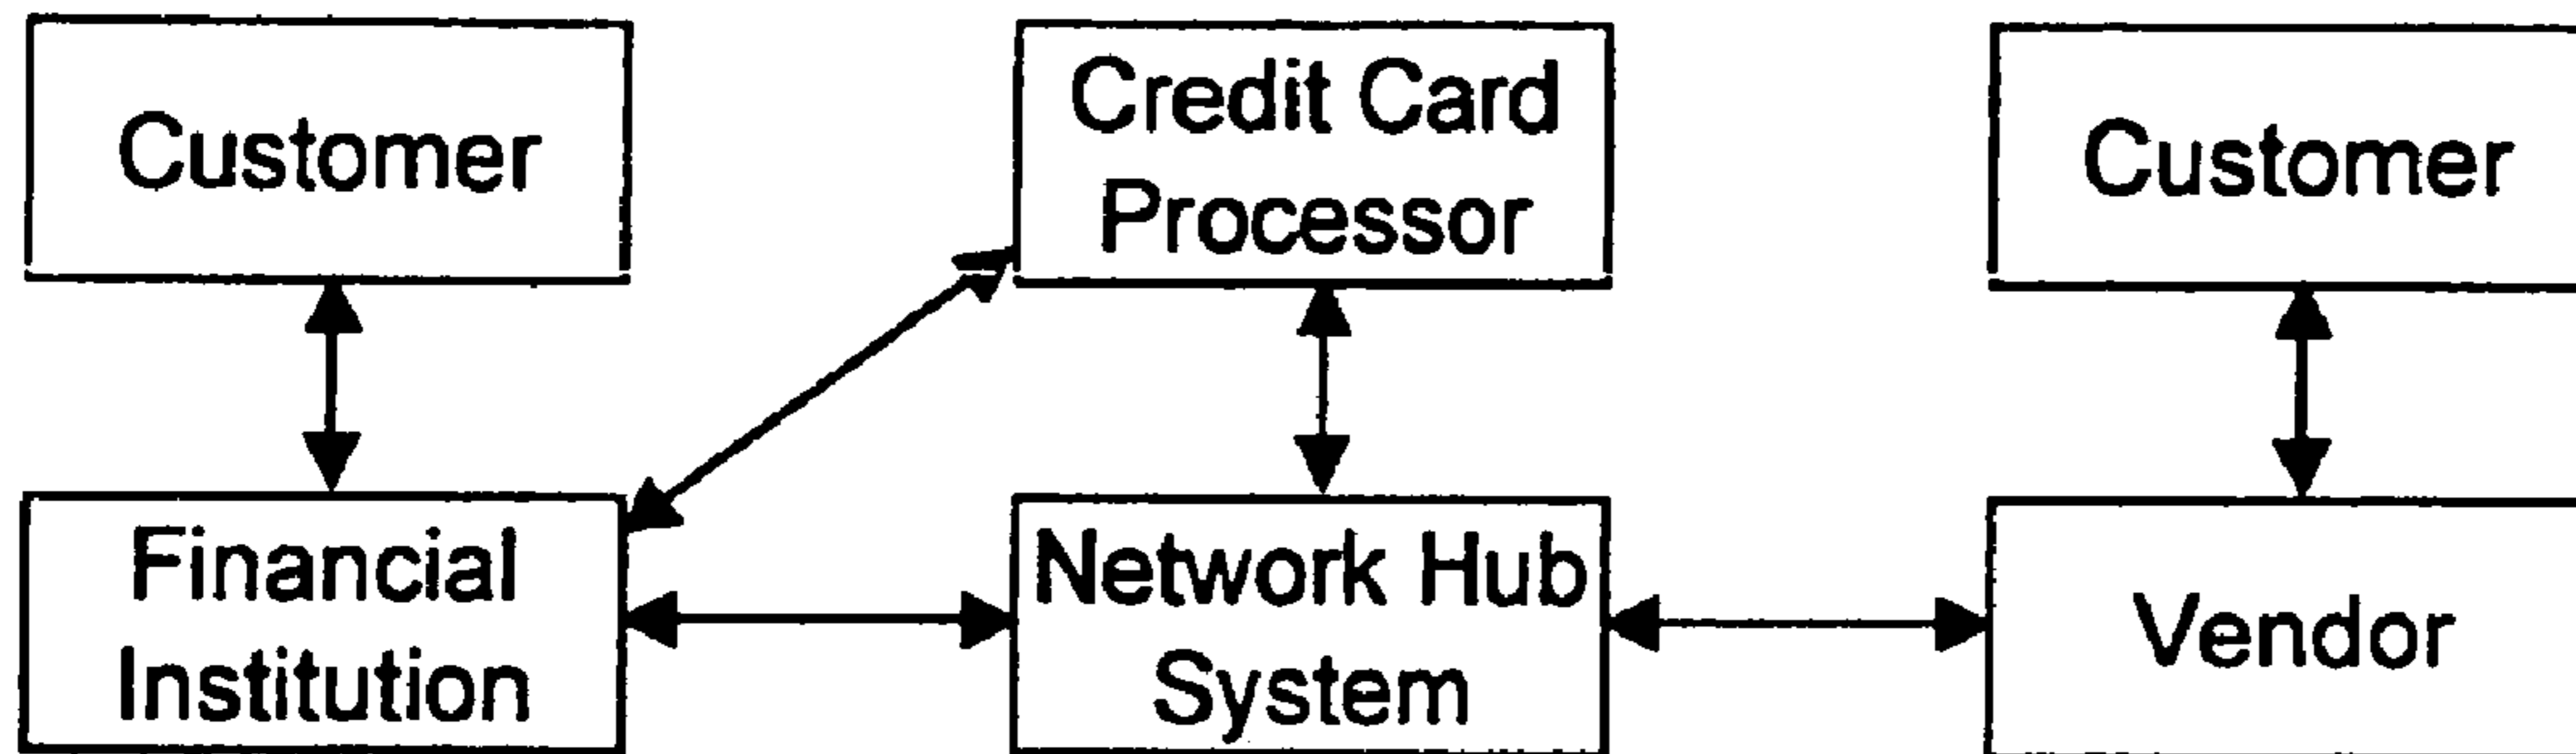 Customer
Credit Card
Processor
Customer
Financial
Institution
Network Hub
System
Vendor